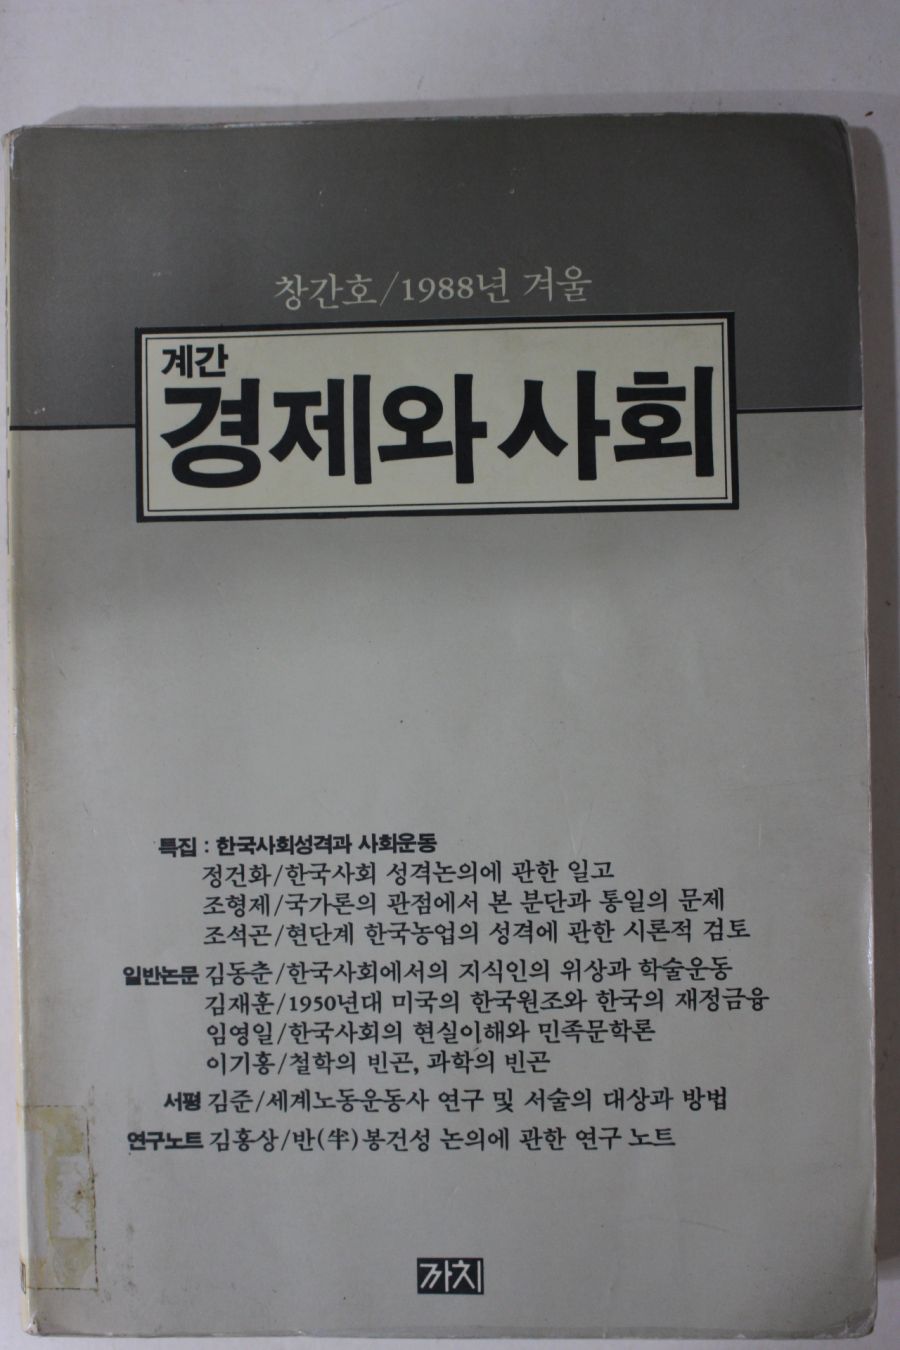 창간호/1988년 겨울
계간
경제와 사회
특집 : 한국사회성격과 사회운동
정건화/한국사회 성격논의에 관한 일고
조형제/국가론의 관점에서 본 분단과 통일의 문제
조석곤/현단계 한국농업의 성격에 관한 시론적 검토
일반논문 김동춘/한국사회에서의 지식인의 위상과 학술운동
김재훈/1950년대 미국의 한국원조와 한국의 재정금융
임영일/한국사회의 현실이해와 민족문학론
이기홍/철학의 빈곤, 과학의 빈곤
서평 김준/세계노동운동사 연구 및 서술의 대상과 방법
연구노트 김홍상/반(半)봉건성 논의에 관한 연구 노트
까치